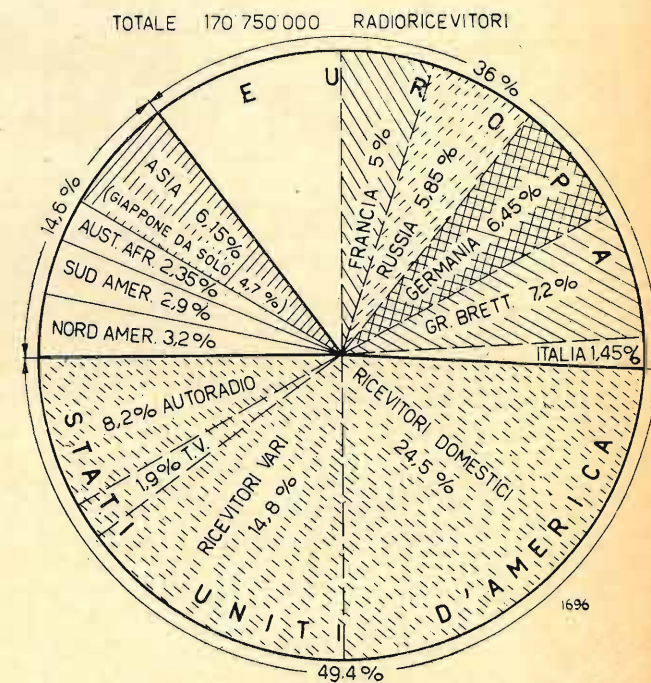 TOTALE 170'750'000 RADIORICEVITORI
EUROPA
36 %
FRANCIA 5 %
RUSSIA 5,85 %
GERMANIA 6,45 %
GR. BRETT. 7,2 %
ITALIA 1,45 %
14,6 %
ASIA 6,15%
(GIAPPONE DA SOLO 4,7 %)
AUST. AFR. 2,35%
SUD AMER. 2,9 %
NORD AMER. 3,2 %
STATI UNITI D'AMERICA
8,2% AUTORADIO
1,9% T.V.
RICEVITORI VARI
14,8 %
RICEVITORI DOMESTICI
24,5 %
1696
49.4 %